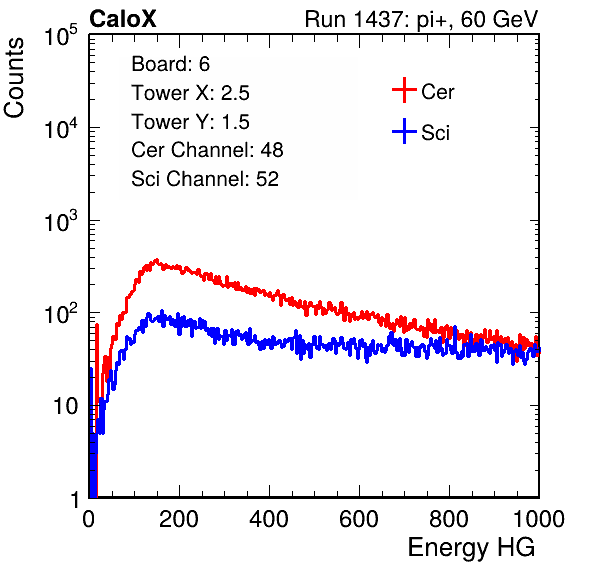 CaloX Run 1437: pi+, 60 GeV
Counts
Board: 6
Tower X: 2.5
Tower Y: 1.5
Cer Channel: 48
Sci Channel: 52
Cer
Sci
10^5
10^4
10^3
10^2
10
1
0 200 400 600 800 1000
Energy HG